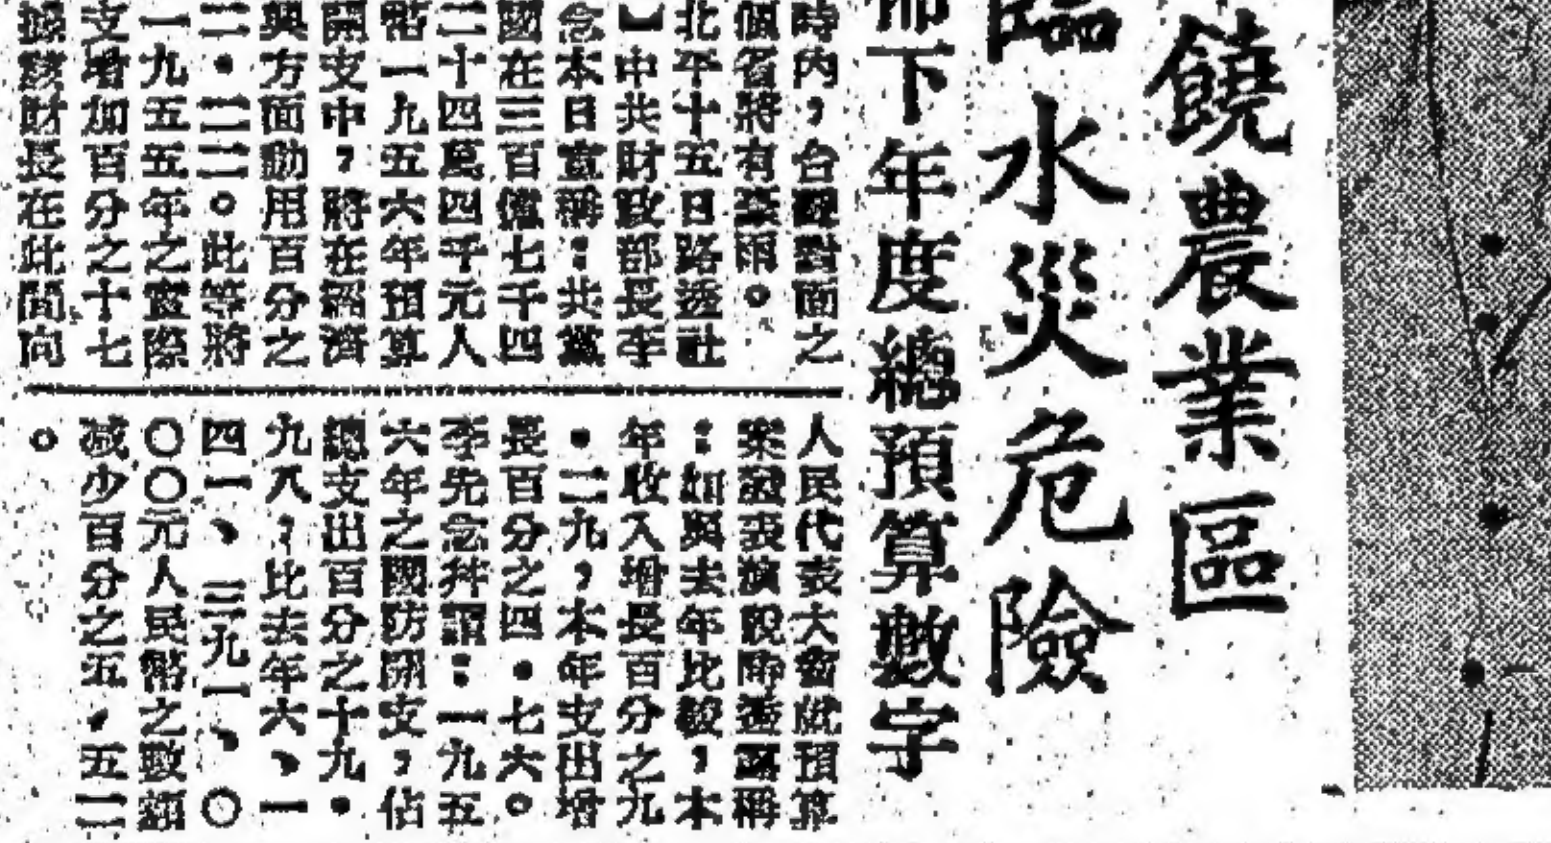 饒農業區
臨水災危險
佈下年度總預算數字
時內，台
個省將有豪雨。
北平十五日路透社
】中共財政部長李
念本日宣稱：共黨
國在三百億七千四
二十四萬四千元人
幣一九五六年預算
開支中，將在經濟
與方面動用百分之
二・二二。此等將
一九五五年之實際
支增加百分之十七
據該財長在此間向
人民代表大會就預算
案發表演說時並稱
：如與去年比較，本
年收入增長百分之九
・二九，本年支出增
長百分之四・七六。
李先念并謂：一九五
六年之國防開支，佔
總支出百分之十九・
九八，比去年六、一
四一、三九一、〇
〇〇元人民幣之數額
減少百分之五・五二
。